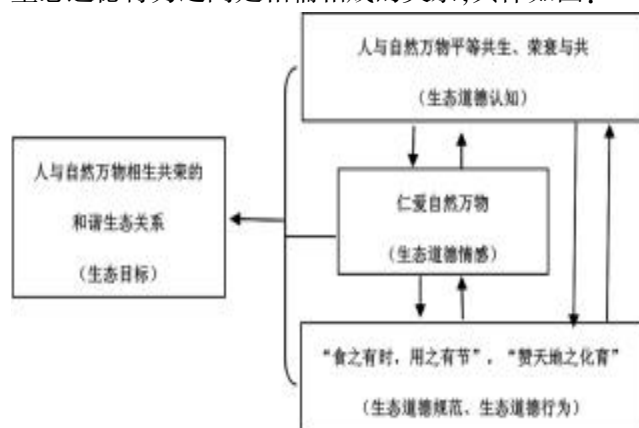 人与自然万物平等共生、荣衰与共
（生态道德认知）
人与自然万物相生共荣的
和谐生态关系
（生态目标）
仁爱自然万物
（生态道德情感）
“食之有时，用之有节”，“赞天地之化育”
（生态道德规范、生态道德行为）